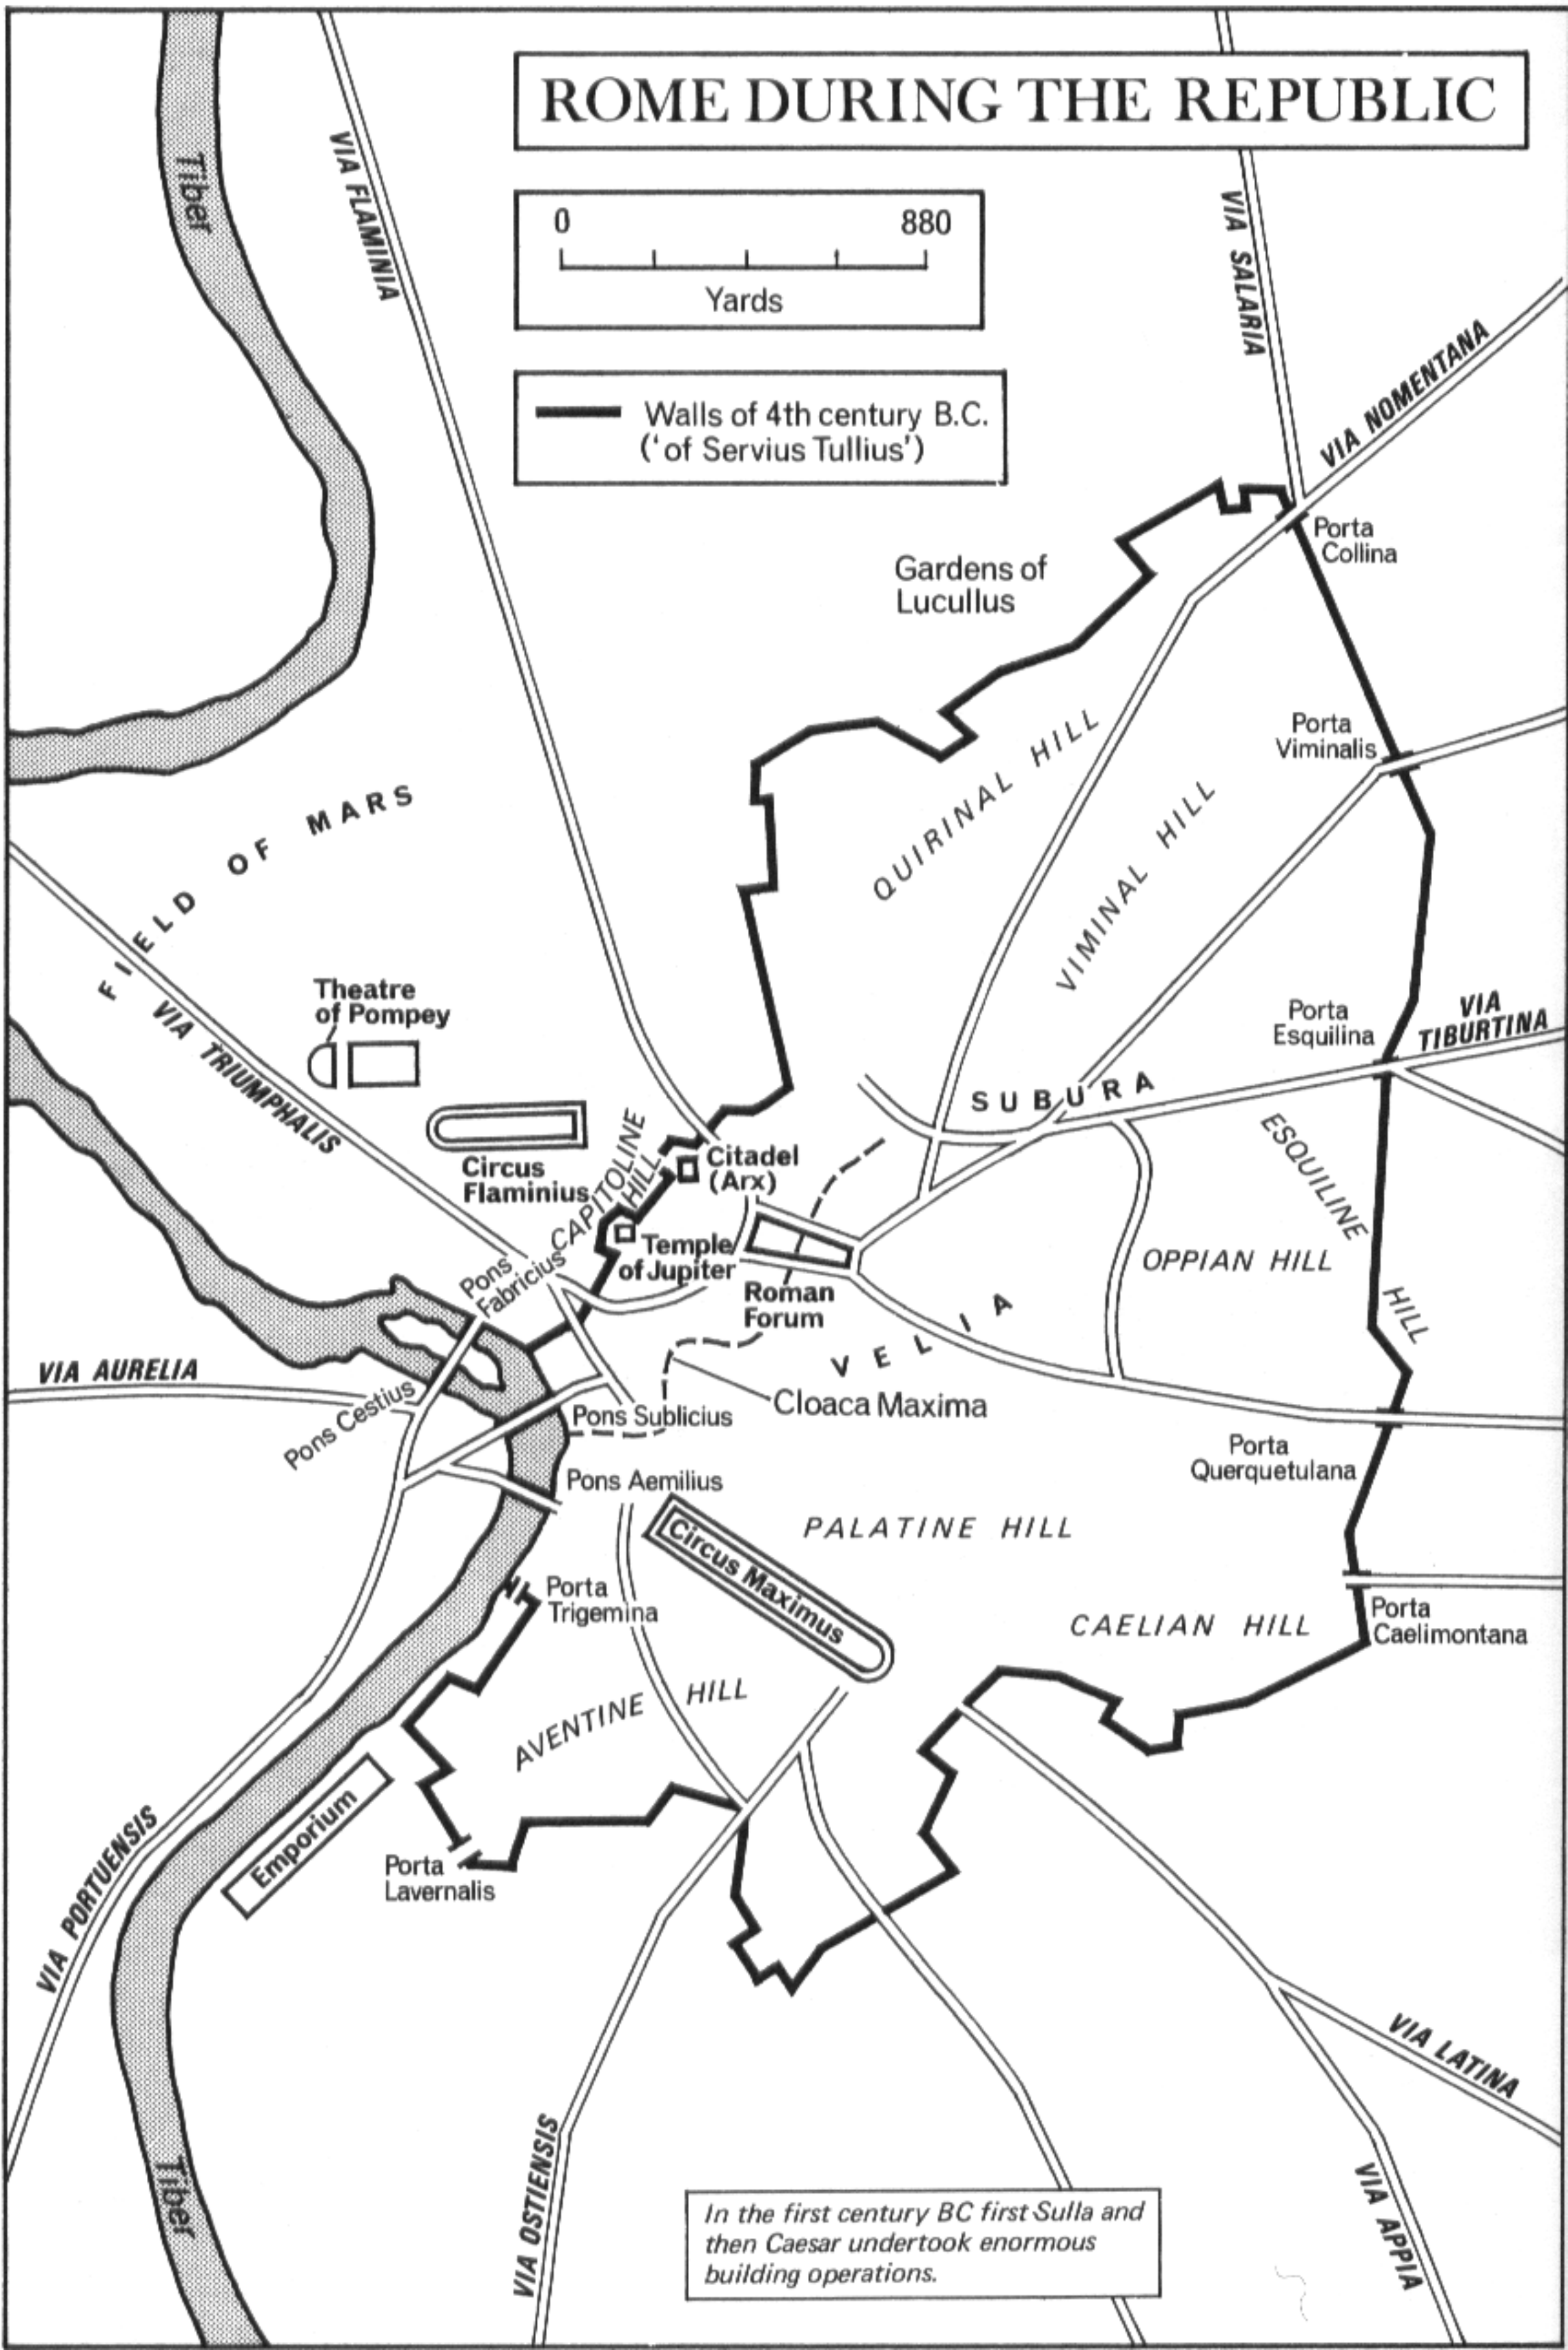 ROME DURING THE REPUBLIC
0 880
Yards
Walls of 4th century B.C.
('of Servius Tullius')
Tiber
VIA FLAMINIA
VIA SALARIA
VIA NOMENTANA
Porta
Collina
Gardens of
Lucullus
Porta
Viminalis
QUIRINAL HILL
VIMINAL HILL
FIELD OF MARS
Theatre
of Pompey
VIA TRIUMPHALIS
Porta
Esquilina
VIA
TIBURTINA
SUBURA
ESQUILINE HILL
Circus
Flaminius
CAPITOLINE
HILL
Citadel
(Arx)
Temple
of Jupiter
Roman
Forum
OPPIAN HILL
VELIA
Pons
Fabricius
VIA AURELIA
Pons Cestius
Pons Sublicius
Cloaca Maxima
Porta
Querquetulana
Pons Aemilius
PALATINE HILL
Circus Maximus
Porta
Trigemina
CAELIAN HILL
Porta
Caelimontana
AVENTINE HILL
Emporium
Porta
Lavernalis
VIA PORTUENSIS
VIA LATINA
VIA OSTIENSIS
VIA APPIA
Tiber
In the first century BC first Sulla and
then Caesar undertook enormous
building operations.